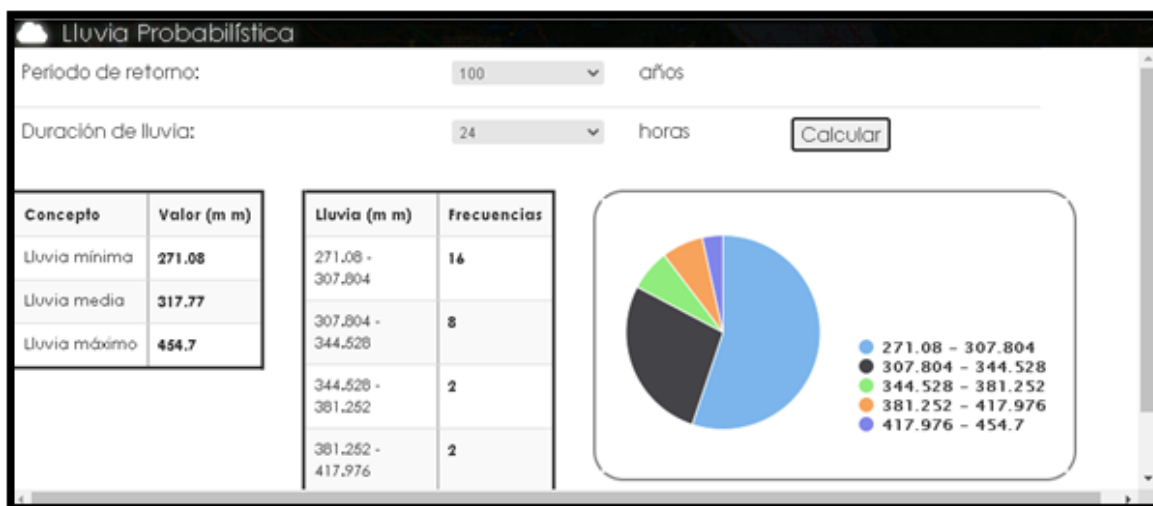 Lluvia Probabilística
Periodo de retorno:
100
años
Duración de lluvia:
24
horas
Calcular
Concepto
Valor (m m)
Lluvia mínima
271.08
Lluvia media
317.77
Lluvia máximo
454.7
Lluvia (m m)
Frecuencias
271.08 -
307.804
16
307.804 -
344.528
8
344.528 -
381.252
2
381.252 -
417.976
2
271.08 - 307.804
307.804 - 344.528
344.528 - 381.252
381.252 - 417.976
417.976 - 454.7